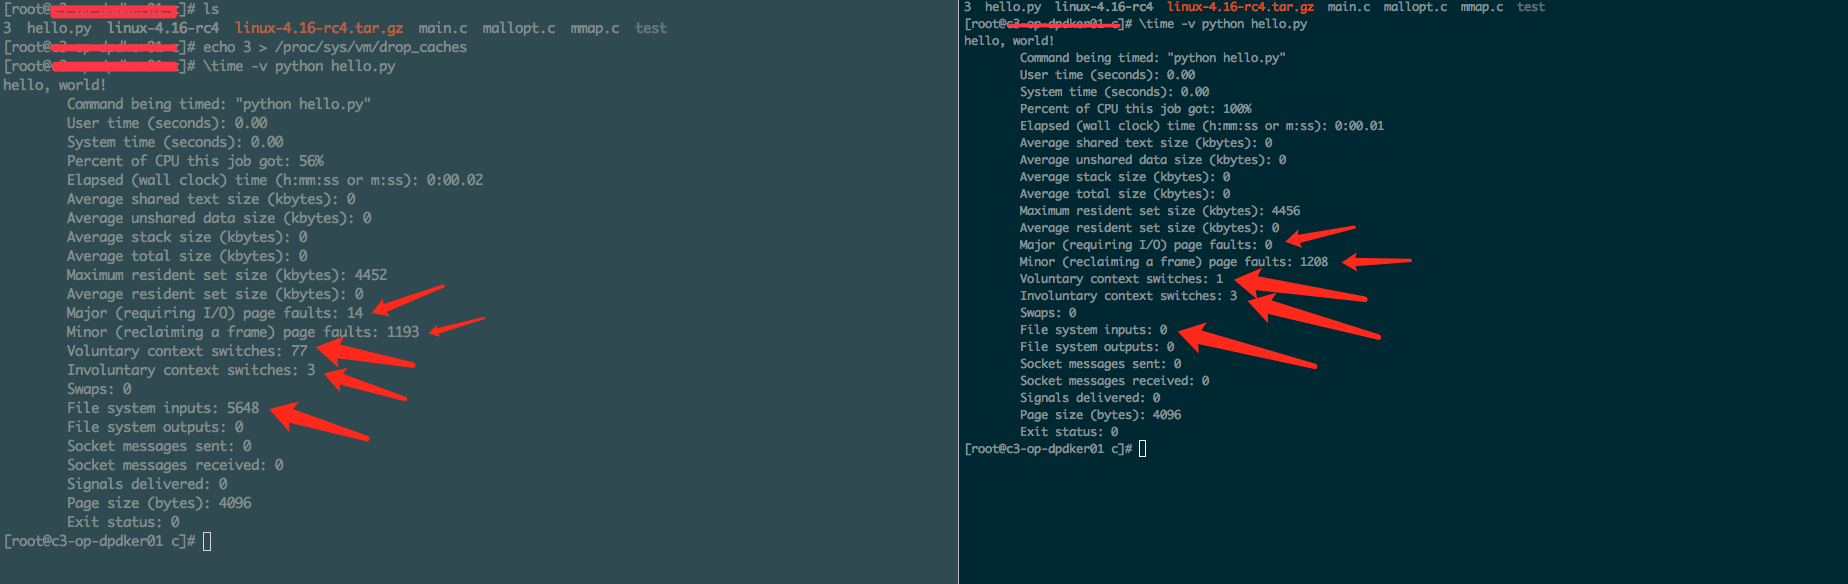 [root@c3-op-dpdker01 c]# ls
3  hello.py  linux-4.16-rc4  linux-4.16-rc4.tar.gz  main.c  mallopt.c  mmap.c  test
[root@c3-op-dpdker01 c]# echo 3 > /proc/sys/vm/drop_caches
[root@c3-op-dpdker01 c]# \time -v python hello.py
hello, world!
Command being timed: "python hello.py"
User time (seconds): 0.00
System time (seconds): 0.00
Percent of CPU this job got: 56%
Elapsed (wall clock) time (h:mm:ss or m:ss): 0:00.02
Average shared text size (kbytes): 0
Average unshared data size (kbytes): 0
Average stack size (kbytes): 0
Average total size (kbytes): 0
Maximum resident set size (kbytes): 4452
Average resident set size (kbytes): 0
Major (requiring I/O) page faults: 14
Minor (reclaiming a frame) page faults: 1193
Voluntary context switches: 77
Involuntary context switches: 3
Swaps: 0
File system inputs: 5648
File system outputs: 0
Socket messages sent: 0
Socket messages received: 0
Signals delivered: 0
Page size (bytes): 4096
Exit status: 0
[root@c3-op-dpdker01 c]#
3  hello.py  linux-4.16-rc4  linux-4.16-rc4.tar.gz  main.c  mallopt.c  mmap.c  test
[root@c3-op-dpdker01 c]# \time -v python hello.py
hello, world!
Command being timed: "python hello.py"
User time (seconds): 0.00
System time (seconds): 0.00
Percent of CPU this job got: 100%
Elapsed (wall clock) time (h:mm:ss or m:ss): 0:00.01
Average shared text size (kbytes): 0
Average unshared data size (kbytes): 0
Average stack size (kbytes): 0
Average total size (kbytes): 0
Maximum resident set size (kbytes): 4456
Average resident set size (kbytes): 0
Major (requiring I/O) page faults: 0
Minor (reclaiming a frame) page faults: 1208
Voluntary context switches: 1
Involuntary context switches: 3
Swaps: 0
File system inputs: 0
File system outputs: 0
Socket messages sent: 0
Socket messages received: 0
Signals delivered: 0
Page size (bytes): 4096
Exit status: 0
[root@c3-op-dpdker01 c]#